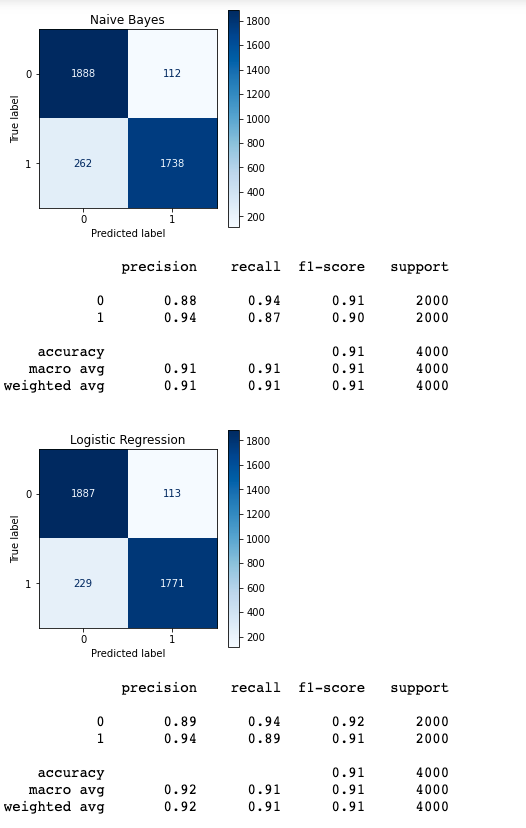 Naive Bayes
True label
0
1
1888
112
262
1738
0
1
Predicted label
1800
1600
1400
1200
1000
800
600
400
200
precision recall f1-score support
0 0.88 0.94 0.91 2000
1 0.94 0.87 0.90 2000
accuracy 0.91 4000
macro avg 0.91 0.91 0.91 4000
weighted avg 0.91 0.91 0.91 4000
Logistic Regression
True label
0
1
1887
113
229
1771
0
1
Predicted label
1800
1600
1400
1200
1000
800
600
400
200
precision recall f1-score support
0 0.89 0.94 0.92 2000
1 0.94 0.89 0.91 2000
accuracy 0.91 4000
macro avg 0.92 0.91 0.91 4000
weighted avg 0.92 0.91 0.91 4000